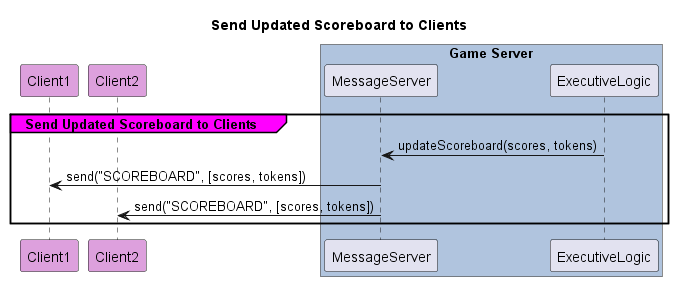 Send Updated Scoreboard to Clients
Game Server
Client1
Client2
MessageServer
ExecutiveLogic
Send Updated Scoreboard to Clients
updateScoreboard(scores, tokens)
send("SCOREBOARD", [scores, tokens])
send("SCOREBOARD", [scores, tokens])
Client1
Client2
MessageServer
ExecutiveLogic